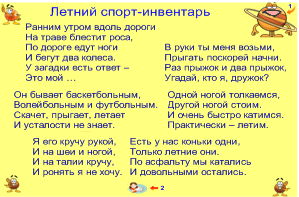 Летний спорт-инвентарь
1
Ранним утром вдоль дороги
На траве блестит роса,
По дороге едут ноги
И бегут два колеса.
У загадки есть ответ –
Это мой …
В руки ты меня возьми,
Прыгать поскорей начни.
Раз прыжок и два прыжок,
Угадай, кто я, дружок?
Он бывает баскетбольным,
Волейбольным и футбольным.
Скачет, прыгает, летает
И усталости не знает.
Одной ногой толкаемся,
Другой ногой стоим.
И очень быстро катимся.
Практически – летим.
Я его кручу рукой,
И на шеи и ногой,
И на талии кручу,
И ронять я не хочу.
Есть у нас коньки одни,
Только летние они.
По асфальту мы катались
И довольными остались.
2